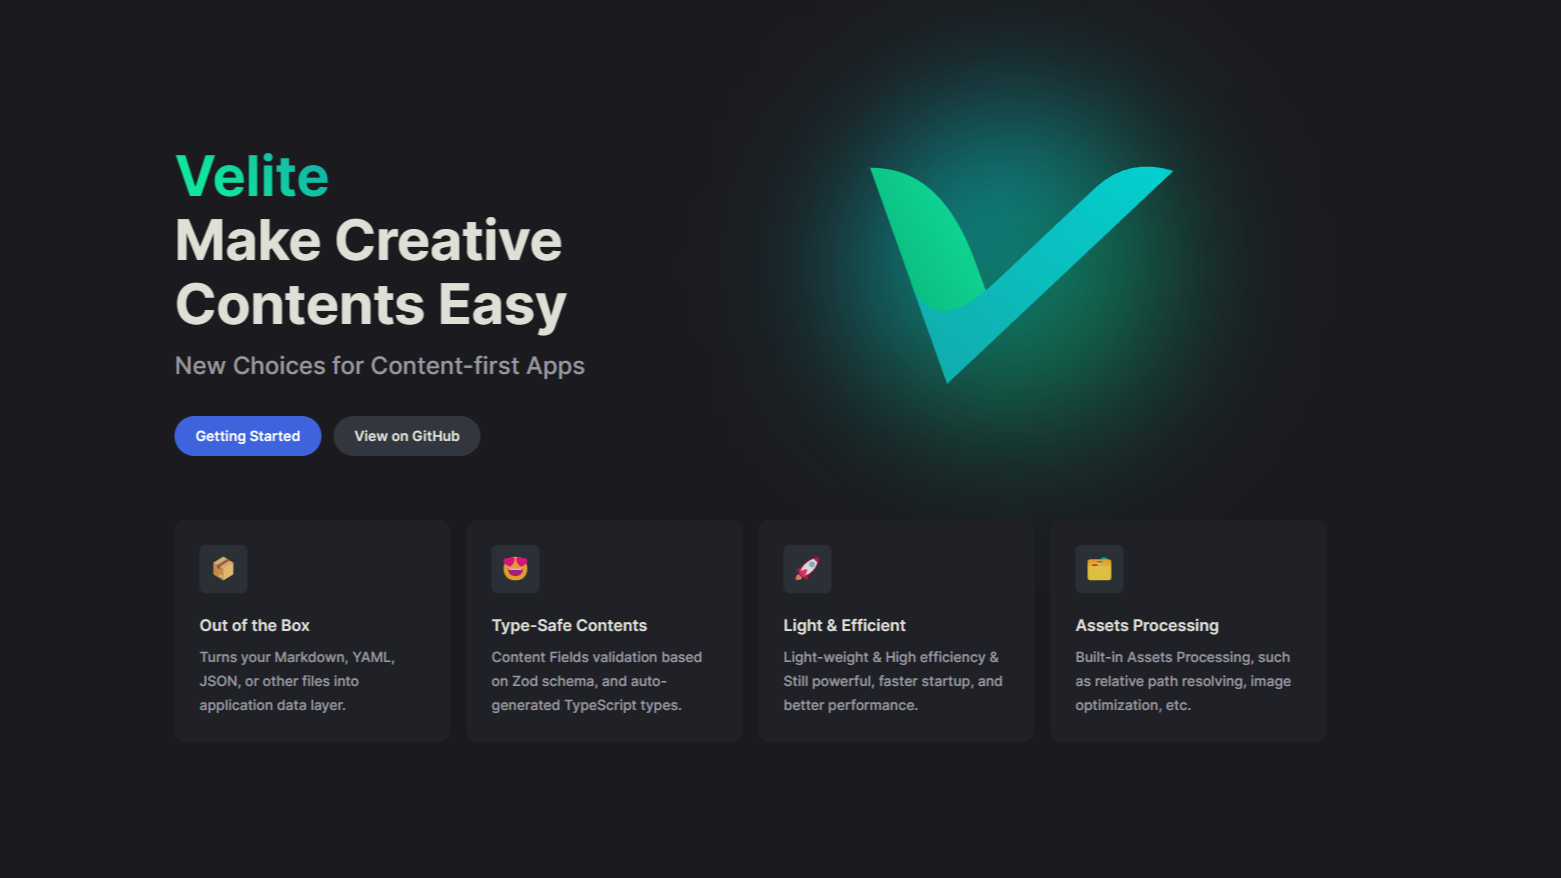 Velite
Make Creative
Contents Easy
New Choices for Content-first Apps
Getting Started
View on GitHub
Out of the Box
Turns your Markdown, YAML,
JSON, or other files into
application data layer.
Type-Safe Contents
Content Fields validation based
on Zod schema, and auto-
generated TypeScript types.
Light & Efficient
Light-weight & High efficiency &
Still powerful, faster startup, and
better performance.
Assets Processing
Built-in Assets Processing, such
as relative path resolving, image
optimization, etc.